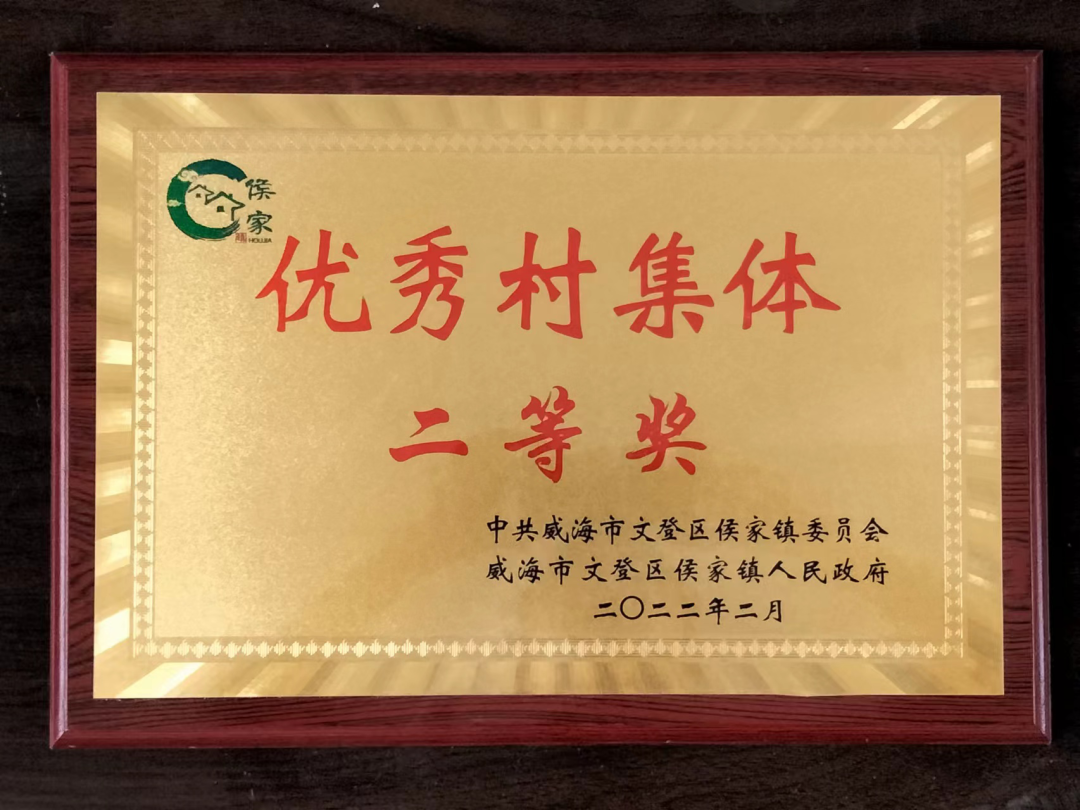 侯家
HOUJIA
优秀村集体
二等奖
中共威海市文登区侯家镇委员会
威海市文登区侯家镇人民政府
二〇二二年二月